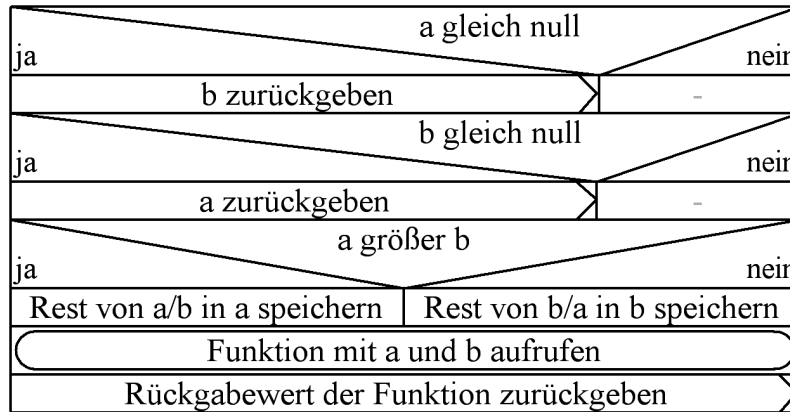 a gleich null
ja nein
b zurückgeben -
b gleich null
ja nein
a zurückgeben -
a größer b
ja nein
Rest von a/b in a speichern Rest von b/a in b speichern
Funktion mit a und b aufrufen
Rückgabewert der Funktion zurückgeben